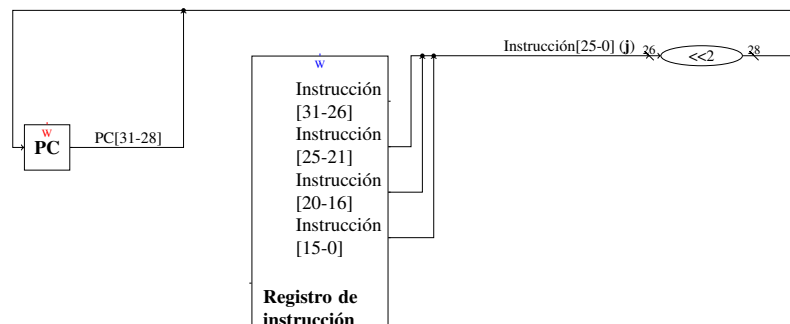 Instrucción[25-0] (j)
26
<<2
28
W
Instrucción
[31-26]
W
PC
PC[31-28]
Instrucción
[25-21]
Instrucción
[20-16]
Instrucción
[15-0]
Registro de
instrucción